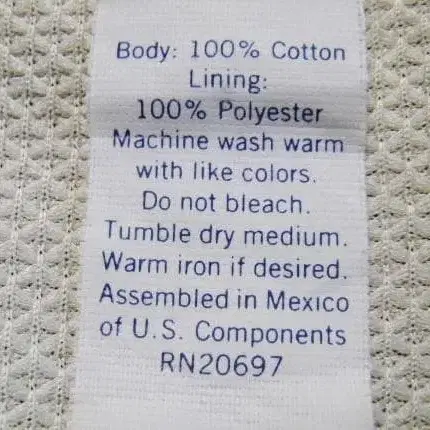 Body: 100% Cotton
Lining:
100% Polyester
Machine wash warm
with like colors.
Do not bleach.
Tumble dry medium.
Warm iron if desired.
Assembled in Mexico
of U.S. Components
RN20697